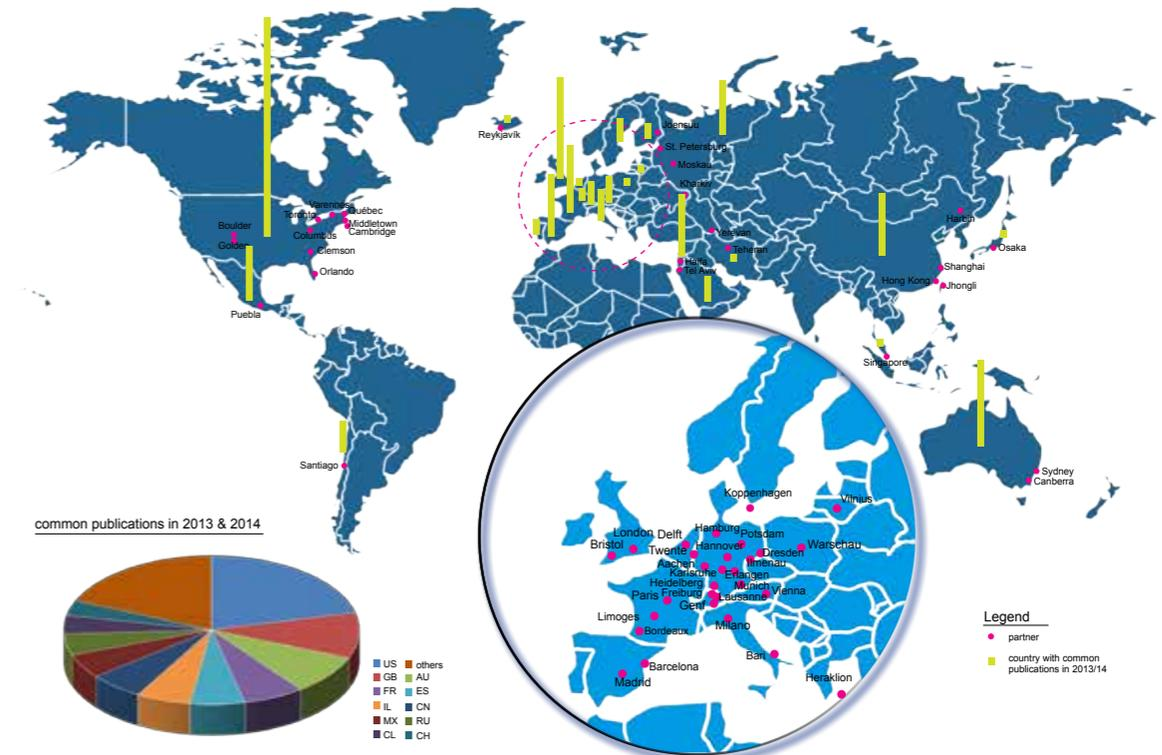 Reykjavík
Joensuu
St. Petersburg
Moskau
Kharkiv
Varennes
Toronto
Québec
Boulder
Middletown
Columbus
Cambridge
Golden
Clemson
Orlando
Puebla
Yerevan
Teheran
Haifa
Tel Aviv
Harbin
Osaka
Shanghai
Hong Kong
Jhongli
Singapore
Santiago
Sydney
Canberra
Koppenhagen
Vilnius
Hamburg
London
Delft
Potsdam
Bristol
Twente
Hannover
Warschau
Dresden
Aachen
Ilmenau
Karlsruhe
Erlangen
Heidelberg
Munich
Paris
Freiburg
Lausanne
Vienna
Genf
Limoges
Milano
Bordeaux
Bari
Barcelona
Madrid
Heraklion
common publications in 2013 & 2014
US
others
GB
AU
FR
ES
IL
CN
MX
RU
CL
CH
Legend
partner
country with common
publications in 2013/14